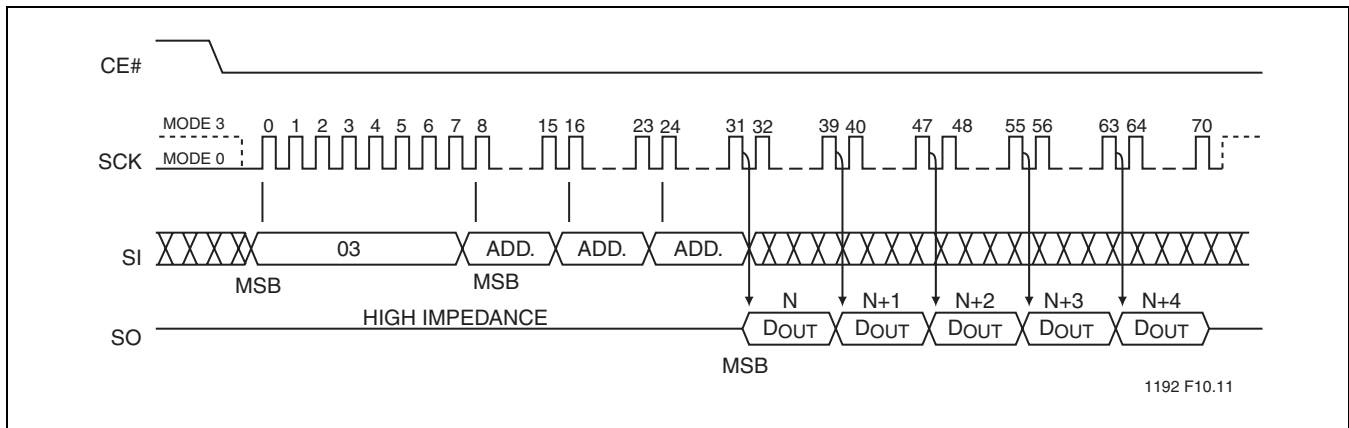 CE#
MODE 3
0 1 2 3 4 5 6 7 8 15 16 23 24 31 32 39 40 47 48 55 56 63 64 70
SCK
MODE 0
SI 03 ADD. ADD. ADD.
MSB MSB
N N+1 N+2 N+3 N+4
HIGH IMPEDANCE
SO DOUT DOUT DOUT DOUT DOUT
MSB
1192 F10.11